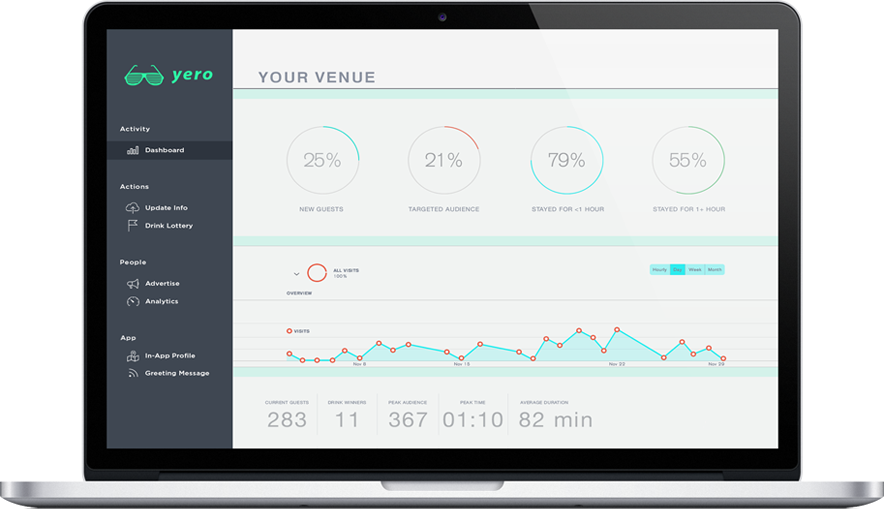 yero
YOUR VENUE
Activity
Dashboard
Actions
Update Info
Drink Lottery
People
Advertise
Analytics
App
In-App Profile
Greeting Message
25%
21%
79%
55%
NEW GUESTS
TARGETED AUDIENCE
STAYED FOR <1 HOUR
STAYED FOR 1+ HOUR
ALL VISITS
100%
Hourly Day Week Month
OVERVIEW
VISITS
Nov 8
Nov 15
Nov 22
Nov 29
CURRENT GUESTS
DRINK WINNERS
PEAK AUDIENCE
PEAK TIME
AVERAGE DURATION
283
11
367
01:10
82 min